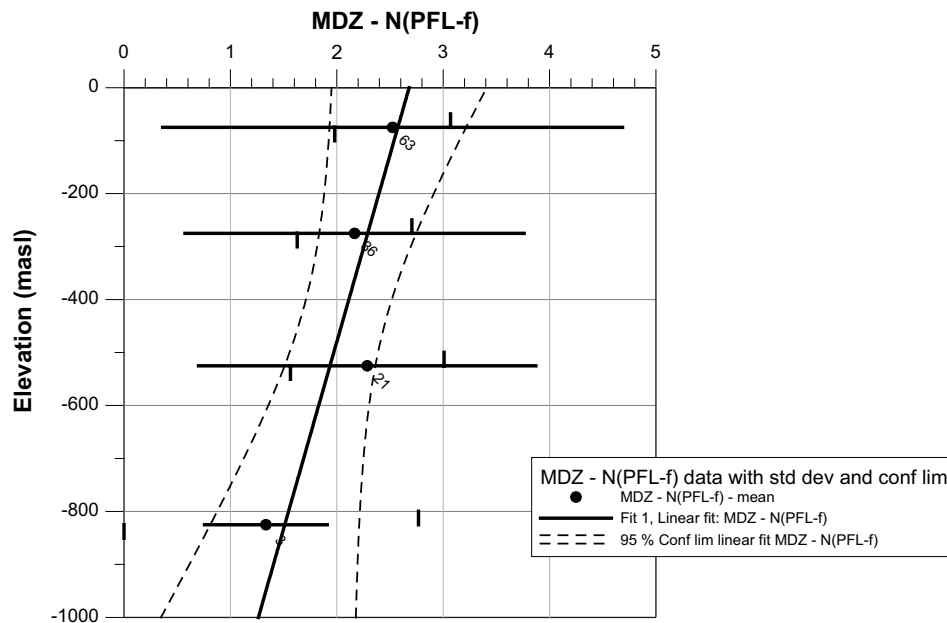 MDZ - N(PFL-f)
0 1 2 3 4 5
0
-200
-400
-600
-800
-1000
Elevation (masl)
63
36
21
3
MDZ - N(PFL-f) data with std dev and conf lim
MDZ - N(PFL-f) - mean
Fit 1, Linear fit: MDZ - N(PFL-f)
95 % Conf lim linear fit MDZ - N(PFL-f)